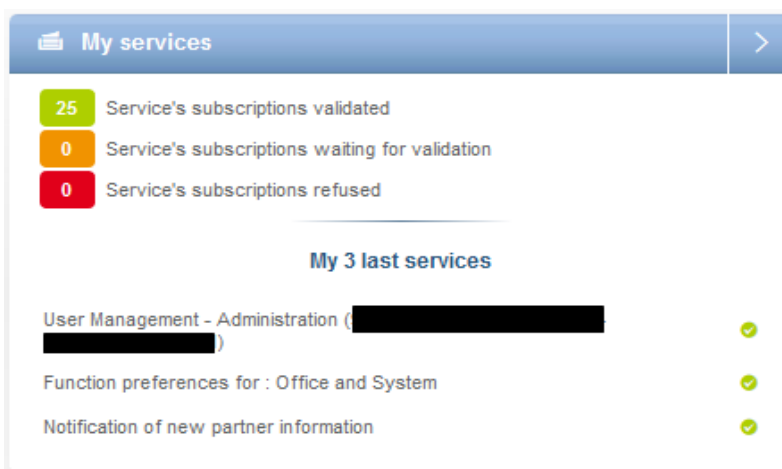 My services
25 Service's subscriptions validated
0 Service's subscriptions waiting for validation
0 Service's subscriptions refused
My 3 last services
User Management - Administration (
)
Function preferences for : Office and System
Notification of new partner information